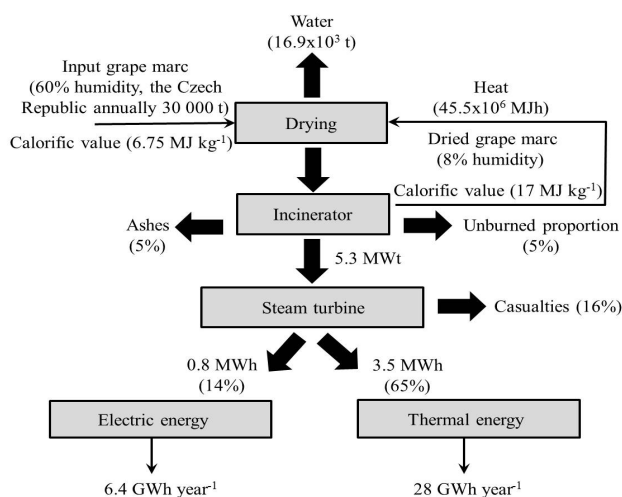 Water
(16.9x10³ t)
Input grape marc
(60% humidity, the Czech
Republic annually 30 000 t)
Calorific value (6.75 MJ kg⁻¹)
Drying
Heat
(45.5x10⁶ MJh)
Dried grape marc
(8% humidity)
Calorific value (17 MJ kg⁻¹)
Incinerator
Ashes
(5%)
Unburned proportion
(5%)
5.3 MWt
Steam turbine
Casualties (16%)
0.8 MWh
(14%)
3.5 MWh
(65%)
Electric energy
Thermal energy
6.4 GWh year⁻¹
28 GWh year⁻¹